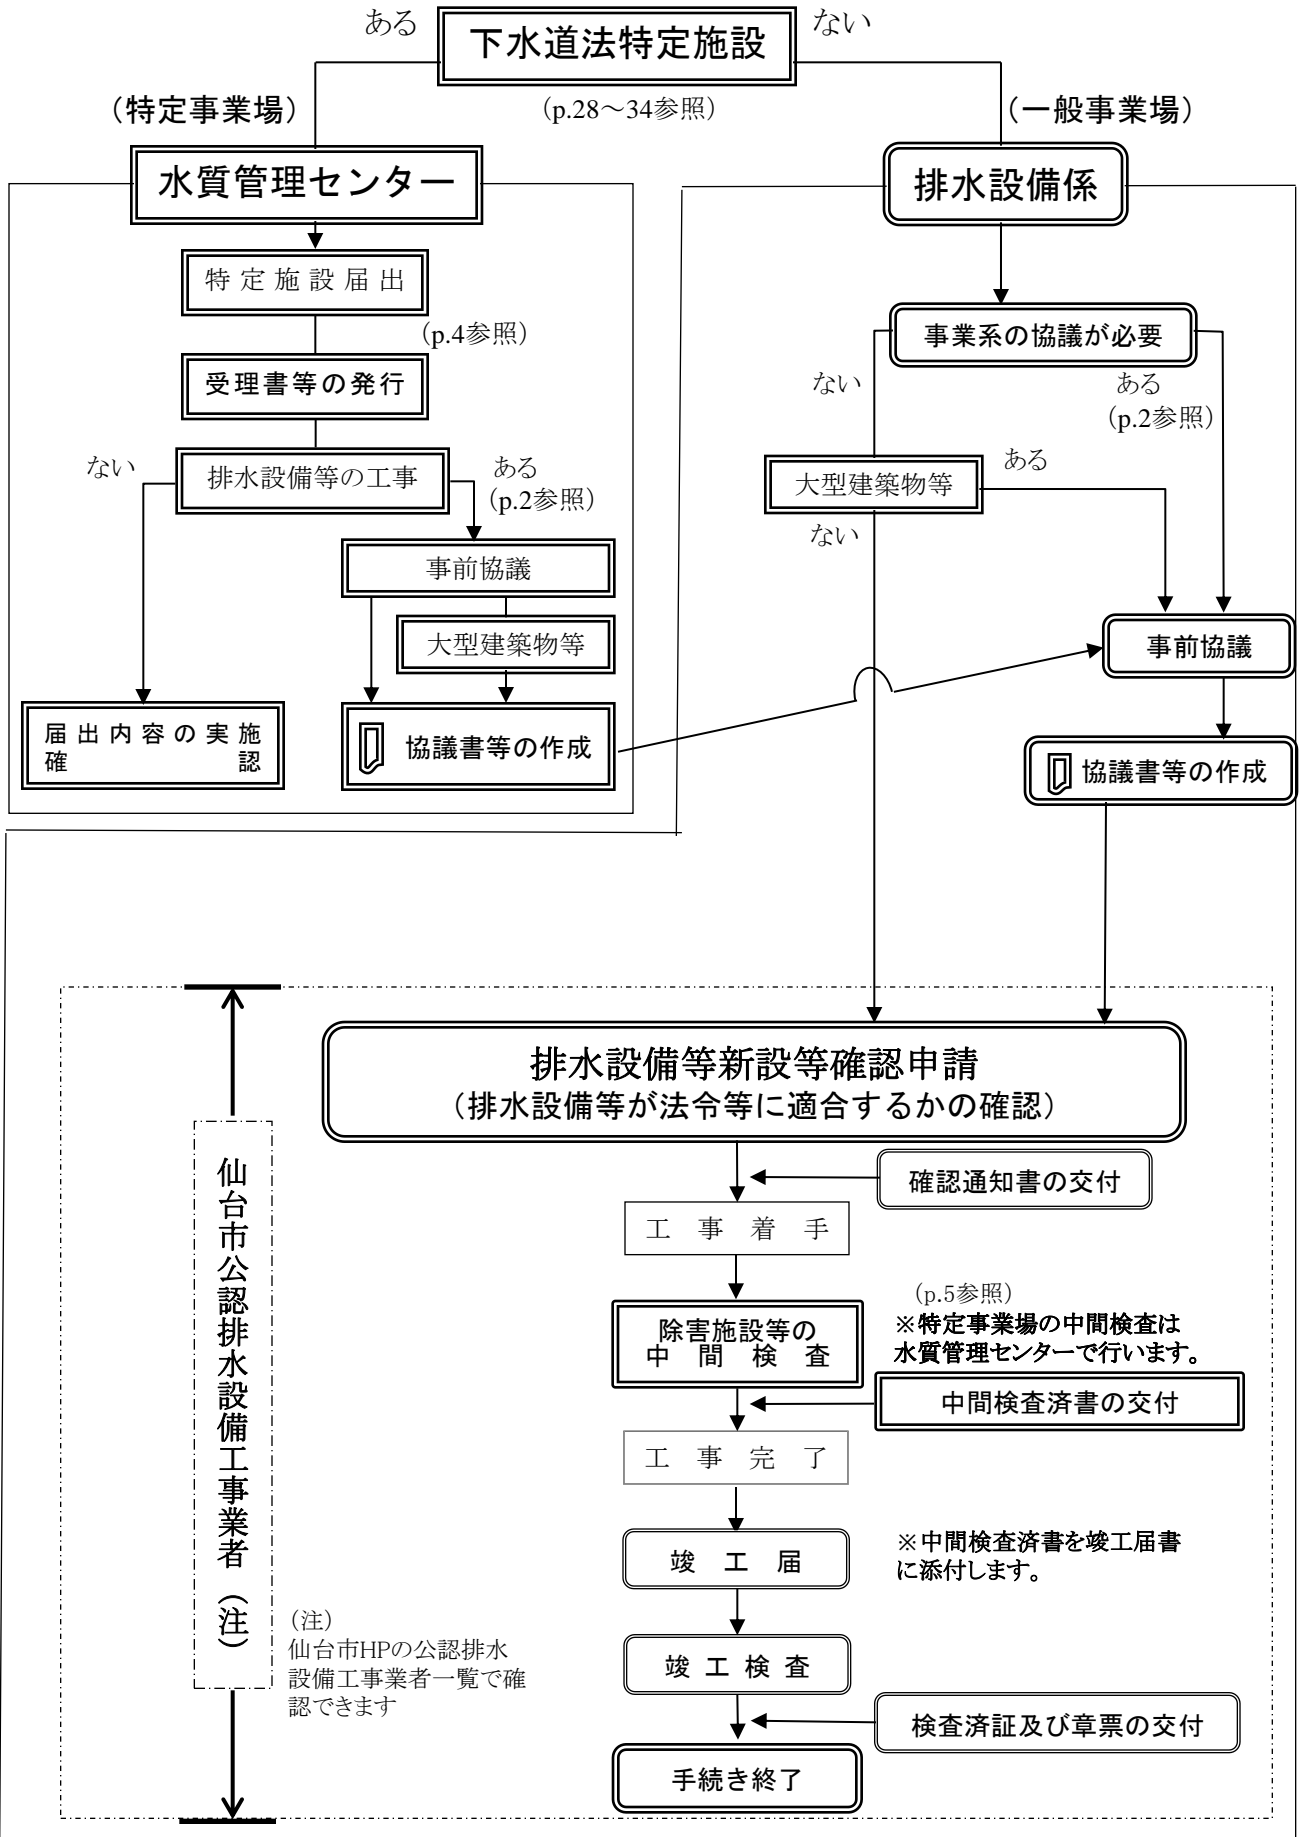 ある
下水道法特定施設
ない
(特定事業場)
(p.28～34参照)
(一般事業場)
水質管理センター
特定施設届出
(p.4参照)
受理書等の発行
ない
排水設備等の工事
ある
(p.2参照)
事前協議
大型建築物等
届出内容の実施
確認
協議書等の作成
排水設備係
事業系の協議が必要
ない
ある
(p.2参照)
大型建築物等
ある
ない
事前協議
協議書等の作成
排水設備等新設等確認申請
(排水設備等が法令等に適合するかの確認)
確認通知書の交付
工事着手
除害施設等の
中間検査
(p.5参照)
※特定事業場の中間検査は
水質管理センターで行います。
中間検査済書の交付
工事完了
竣工届
※中間検査済書を竣工届書
に添付します。
竣工検査
検査済証及び章票の交付
手続き終了
仙台市公認排水設備工事業者(注)
(注)
仙台市HPの公認排水
設備工事業者一覧で確
認できます